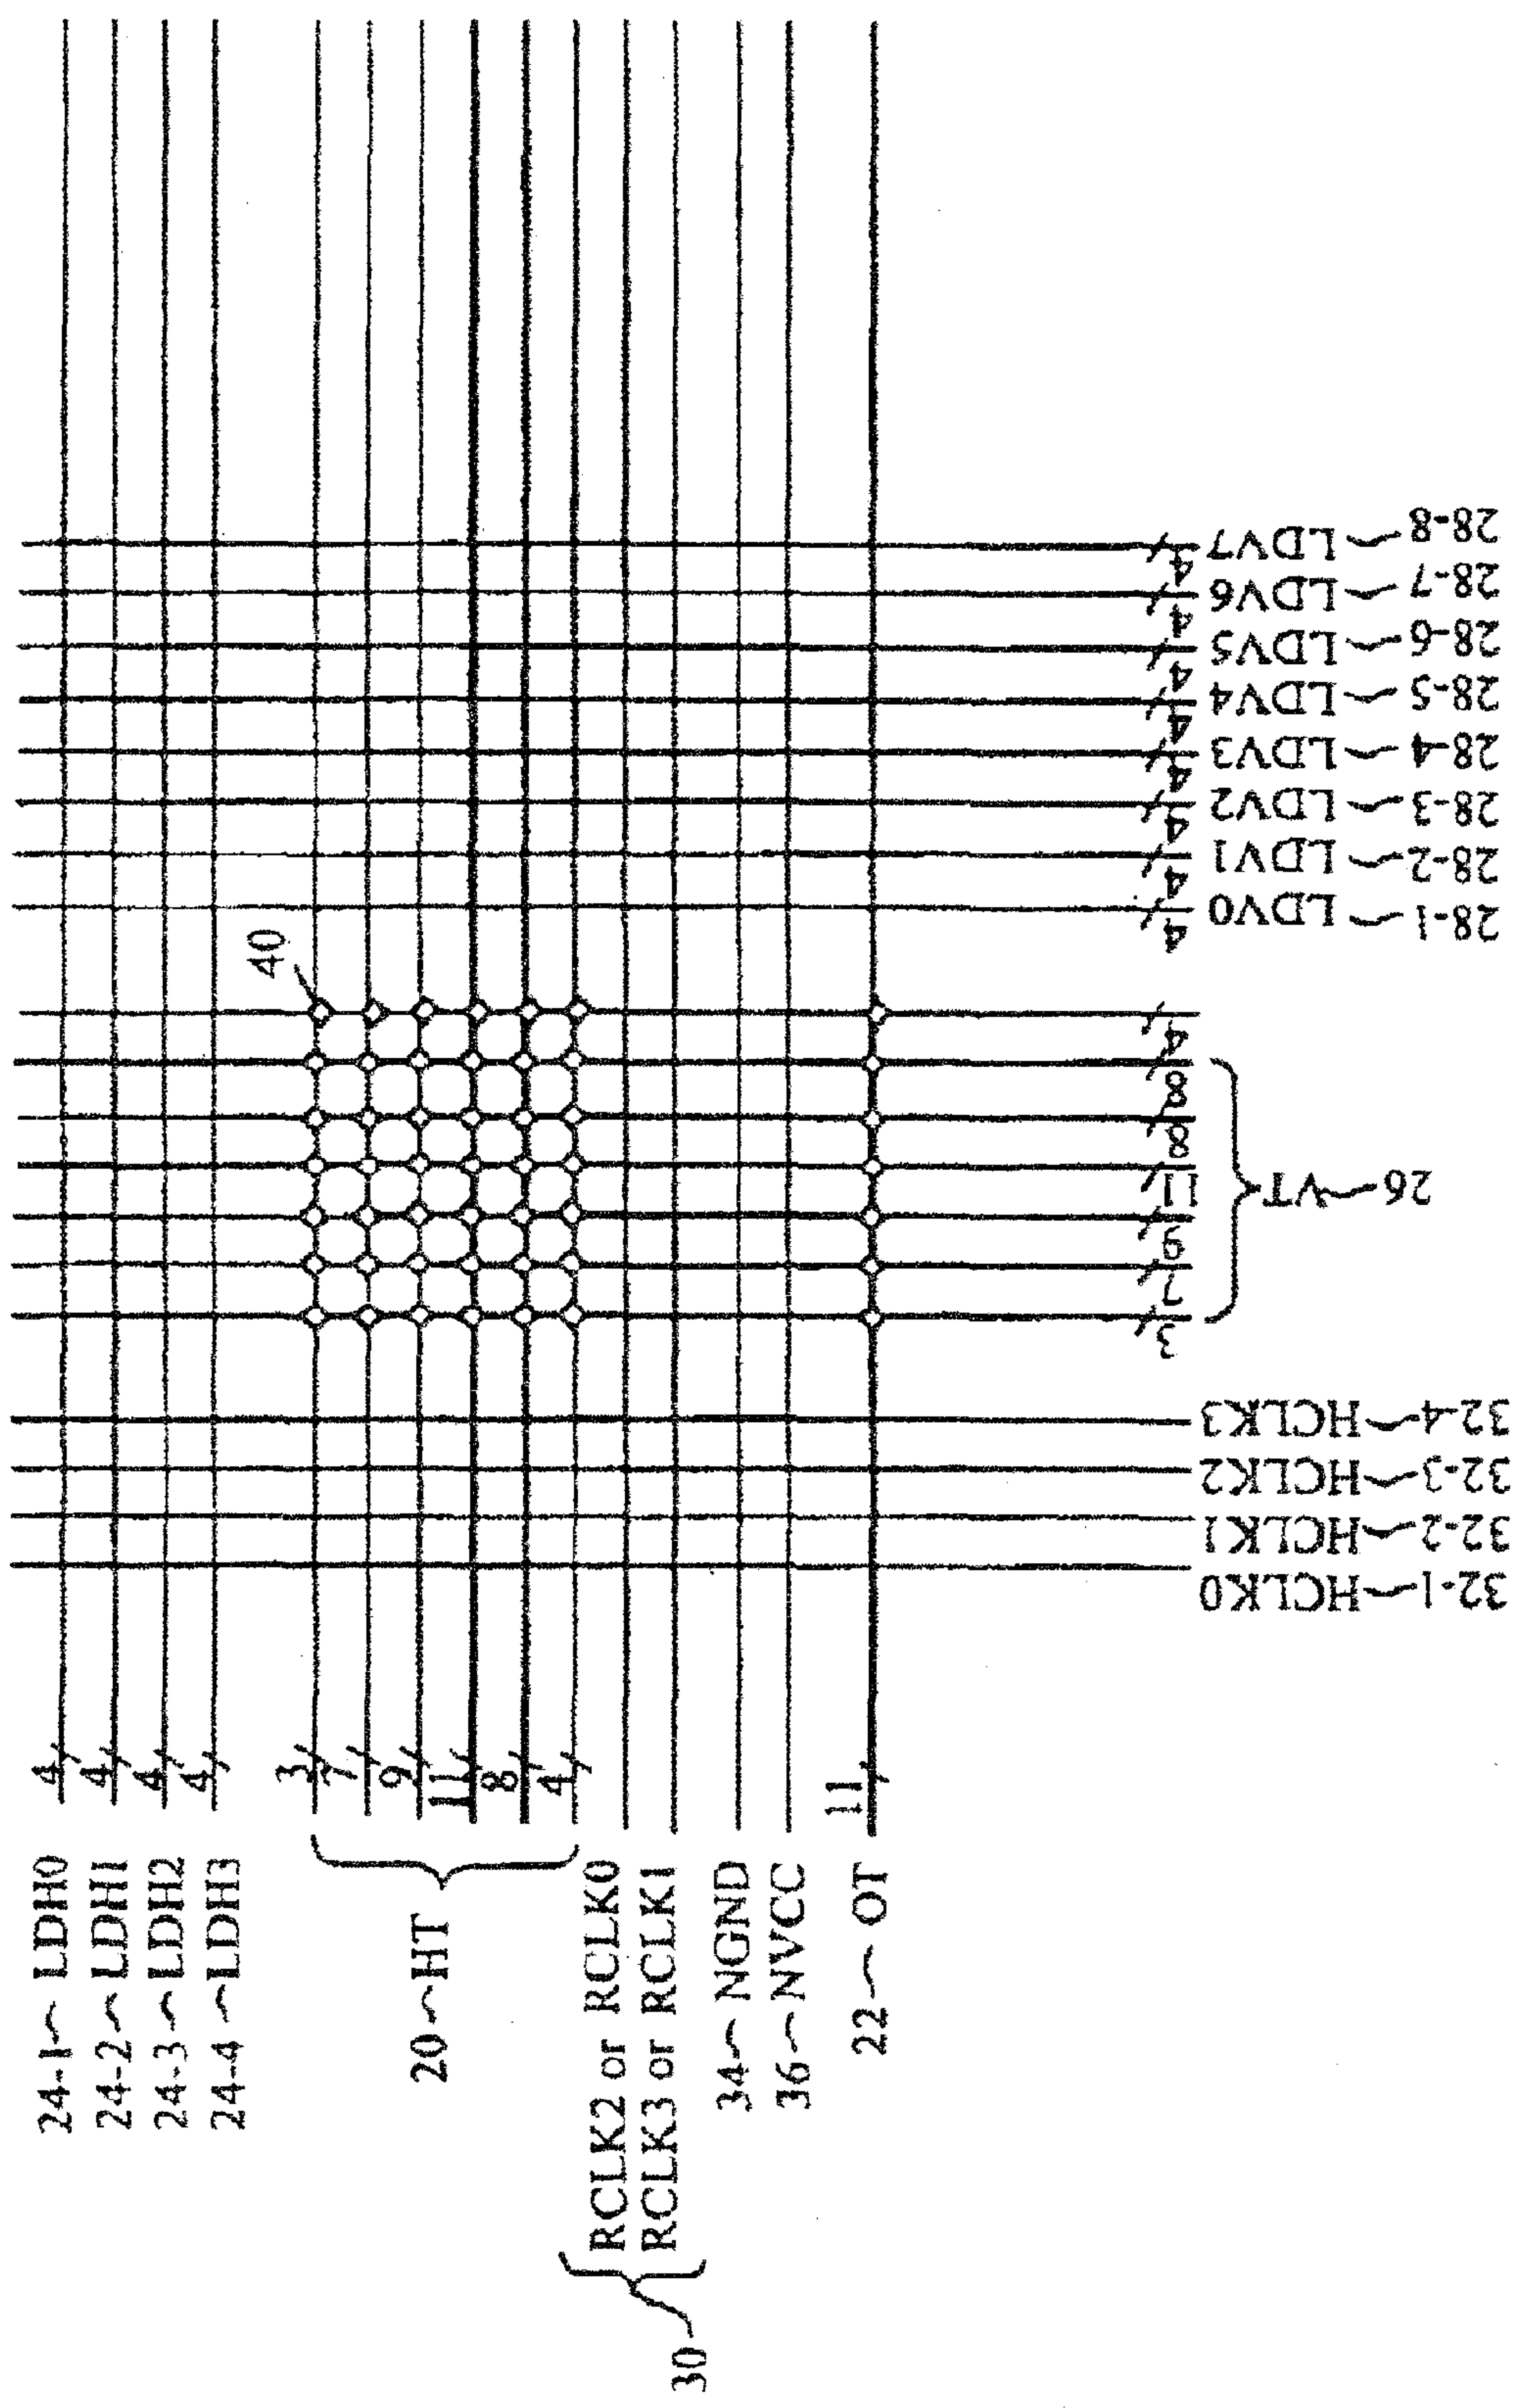 24-1 LDH0
24-2 LDH1
24-3 LDH2
24-4 LDH3
4
4
4
4
20 HT
3
7
9
11
8
4
30
RCLK2 or RCLK0
RCLK3 or RCLK1
34 NGND
36 NVCC
22 OT
11
40
32-1 HCLK0
32-2 HCLK1
32-3 HCLK2
32-4 HCLK3
3
7
9
11
8
8
4
26 VT
4
4
4
4
4
4
4
4
28-1 LDV0
28-2 LDV1
28-3 LDV2
28-4 LDV3
28-5 LDV4
28-6 LDV5
28-7 LDV6
28-8 LDV7